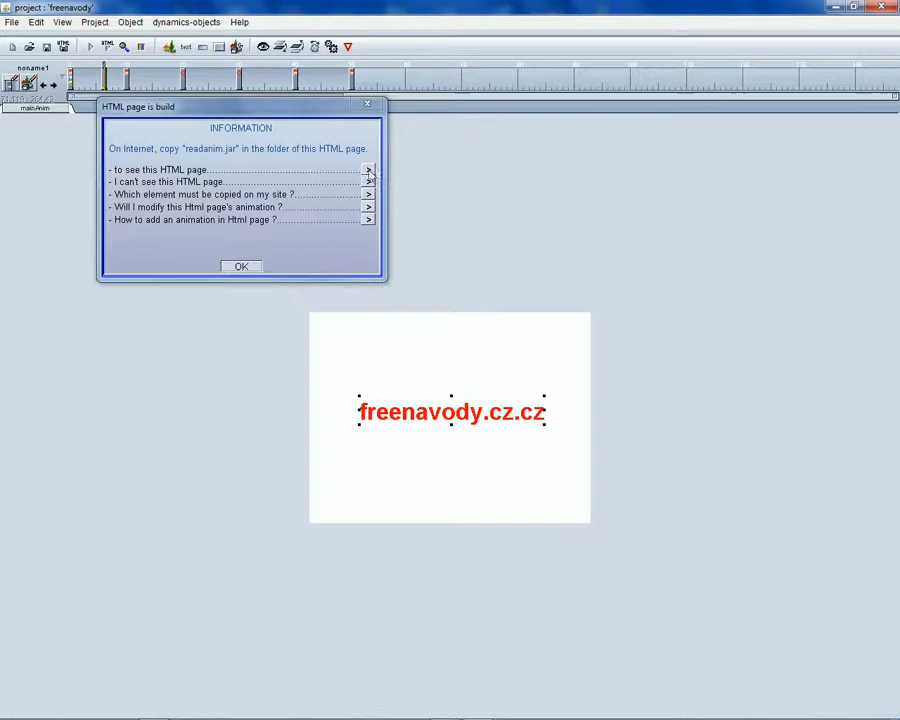 project : 'freenavody'
File Edit View Project Object dynamics-objects Help
HTML HTML text
noname1
mainAnim
HTML page is build
INFORMATION
On Internet, copy "readanim.jar" in the folder of this HTML page.
- to see this HTML page................................................ >
- I can't see this HTML page........................................... >
- Which element must be copied on my site ?...................... >
- Will I modify this Html page's animation ?.......................... >
- How to add an animation in Html page ?........................... >
OK
freenavody.cz.cz